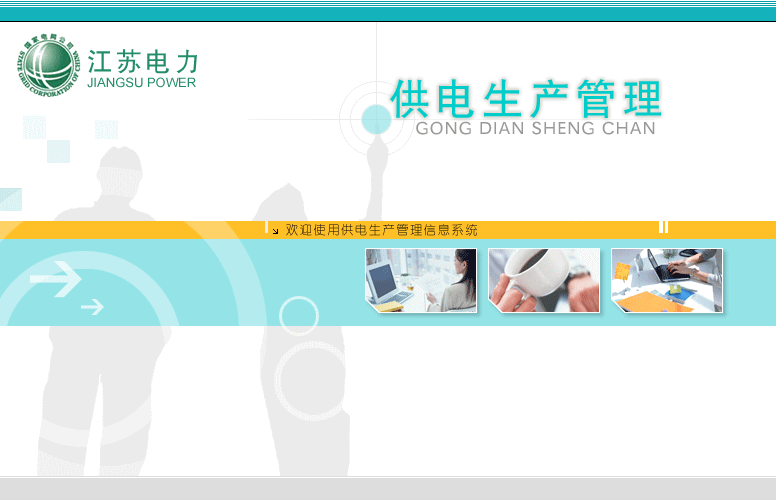 国家电网公司
STATE GRID CORPORATION OF CHINA
江苏电力
JIANGSU POWER
供电生产管理
GONG DIAN SHENG CHAN
欢迎使用供电生产管理信息系统